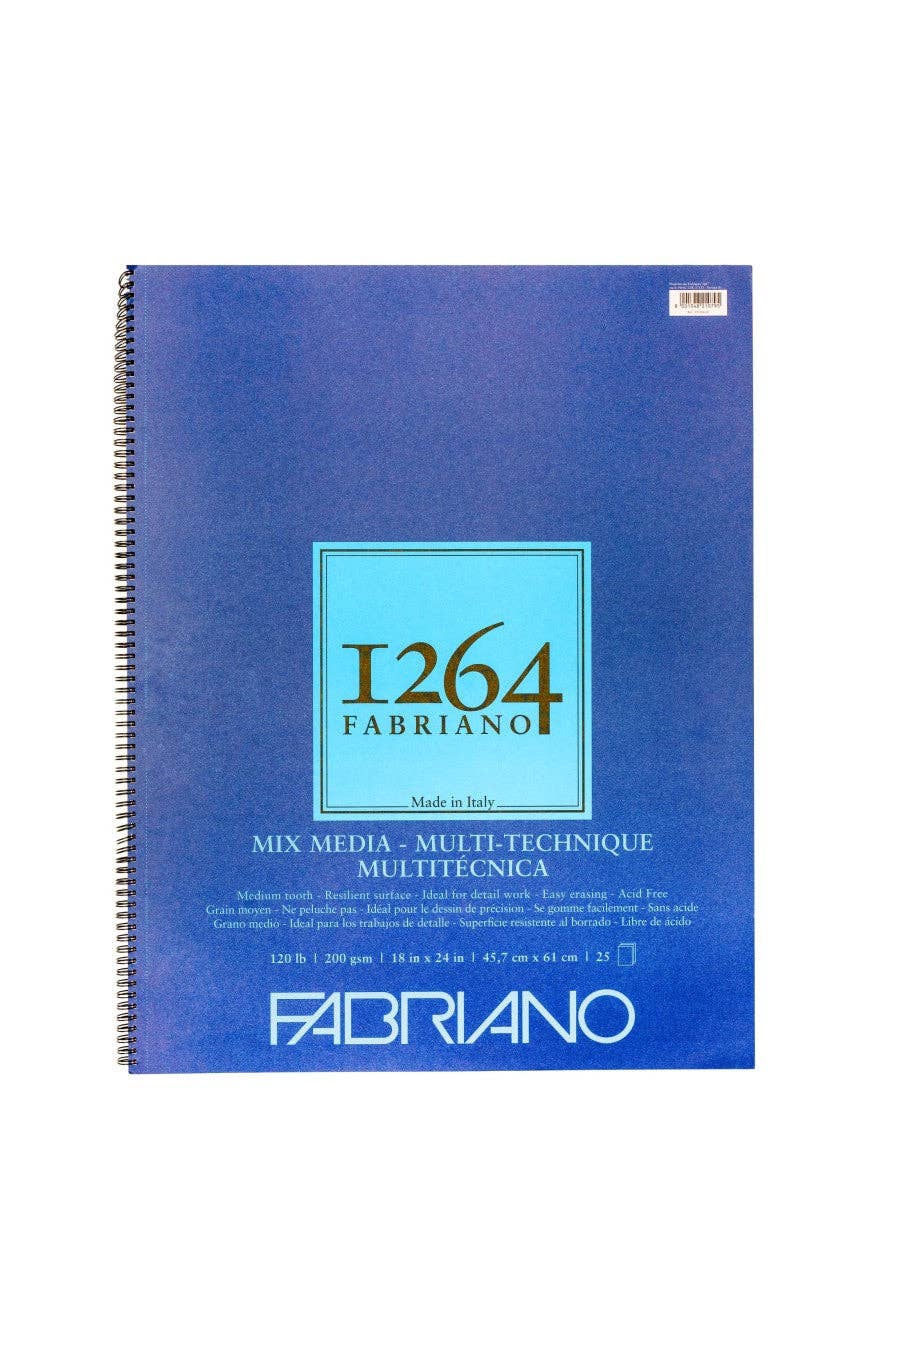 8 001348 210795
1264
FABRIANO
Made in Italy
MIX MEDIA - MULTI-TECHNIQUE
MULTITÉCNICA
Medium tooth - Resilient surface - Ideal for detail work - Easy erasing - Acid Free
Grain moyen - Ne peluche pas - Idéal pour le dessin de précision - Se gomme facilement - Sans acide
Grano medio - Ideal para los trabajos de detalle - Superficie resistente al borrado - Libre de ácido
120 lb | 200 gsm | 18 in x 24 in | 45,7 cm x 61 cm | 25
FABRIANO